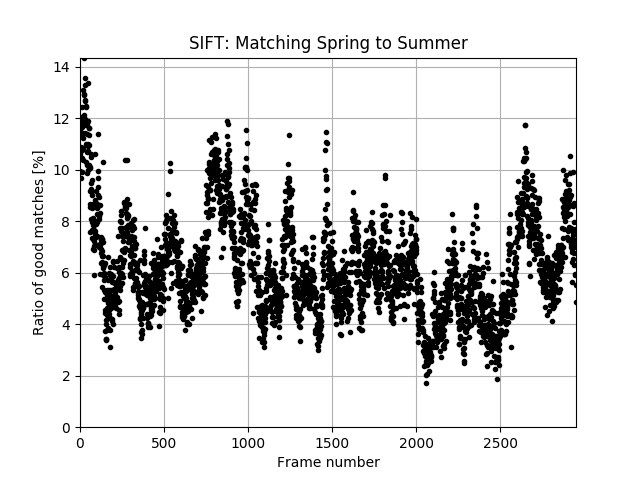 SIFT: Matching Spring to Summer
Ratio of good matches [%]
14
12
10
8
6
4
2
0
0 500 1000 1500 2000 2500
Frame number